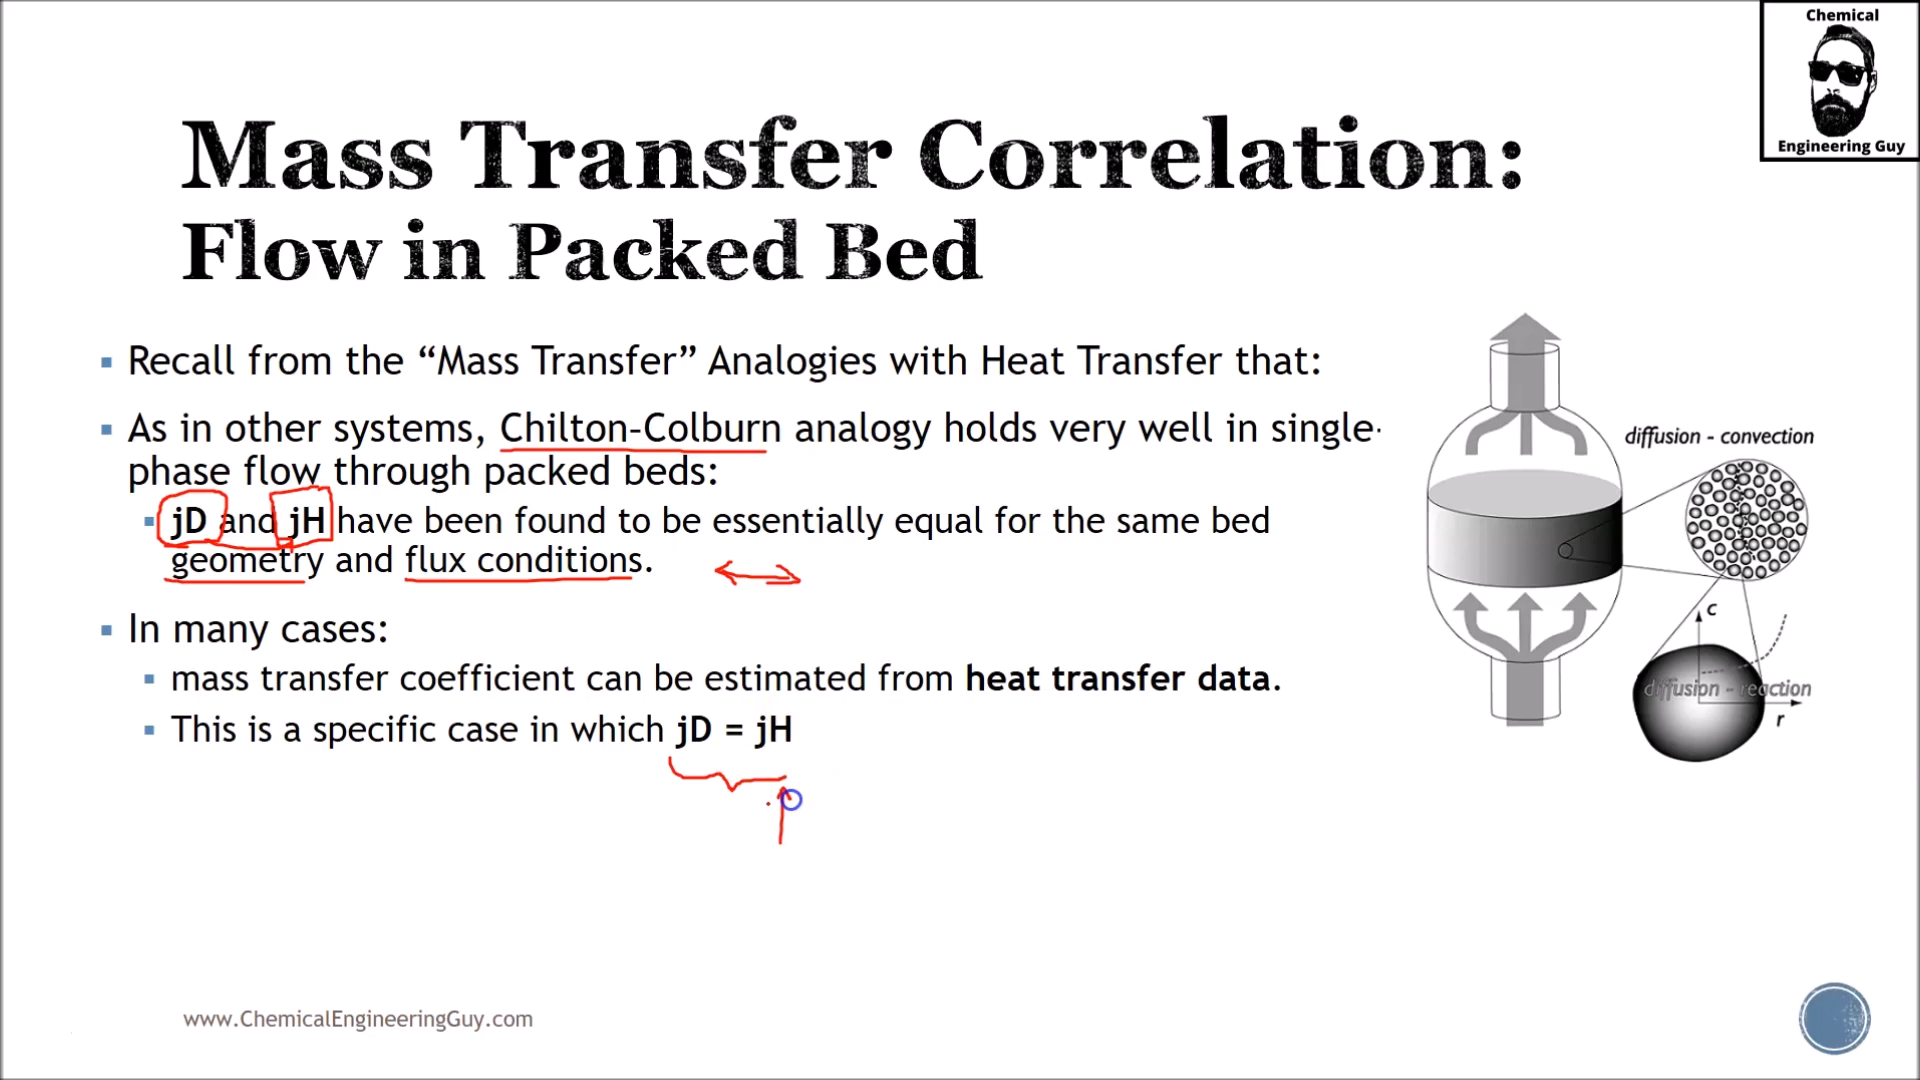 Chemical
Engineering Guy
Mass Transfer Correlation:
Flow in Packed Bed
Recall from the “Mass Transfer” Analogies with Heat Transfer that:
As in other systems, Chilton-Colburn analogy holds very well in single-
phase flow through packed beds:
jD and jH have been found to be essentially equal for the same bed
geometry and flux conditions.
In many cases:
mass transfer coefficient can be estimated from heat transfer data.
This is a specific case in which jD = jH
diffusion - convection
c
diffusion - reaction
r
www.ChemicalEngineeringGuy.com